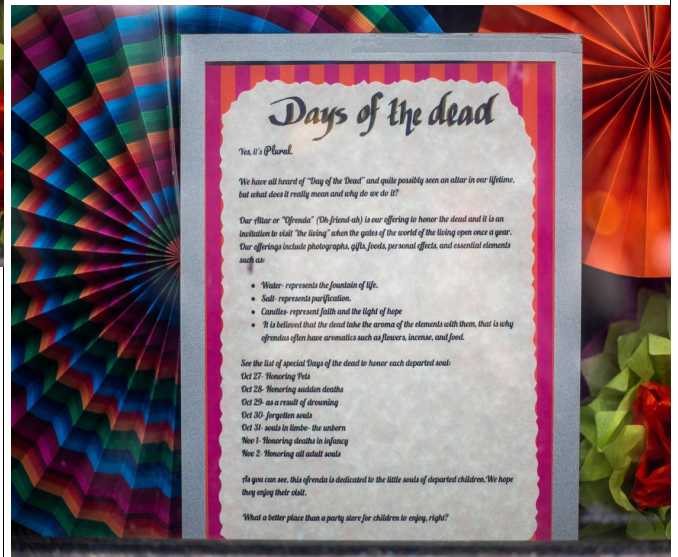 Days of the dead
Yes, it's Plural
We have all heard of "Day of the Dead" and quite possibly seen an altar in our lifetime,
but what does it really mean and why do we do it?
Our Altar or "Ofrenda" (Oh-friend-ah) is our offering to honor the dead and it is an
invitation to visit "the living" when the gates of the world of the living open once a year.
Our offerings include photographs, gifts, foods, personal effects, and essential elements
such as:
• Water- represents the fountain of life.
• Salt- represents purification.
• Candles- represent faith and the light of hope
• It is believed that the dead take the aroma of the elements with them, that is why
ofrendas often have aromatics such as flowers, incense, and food.
See the list of special Days of the dead to honor each departed soul:
Oct 27- Honoring Pets
Oct 28- Honoring sudden deaths
Oct 29- as a result of drowning
Oct 30- forgotten souls
Oct 31- souls in limbo- the unborn
Nov 1- Honoring deaths in infancy
Nov 2- Honoring all adult souls
As you can see, this ofrenda is dedicated to the little souls of departed children. We hope
they enjoy their visit.
What a better place than a party store for children to enjoy, right?